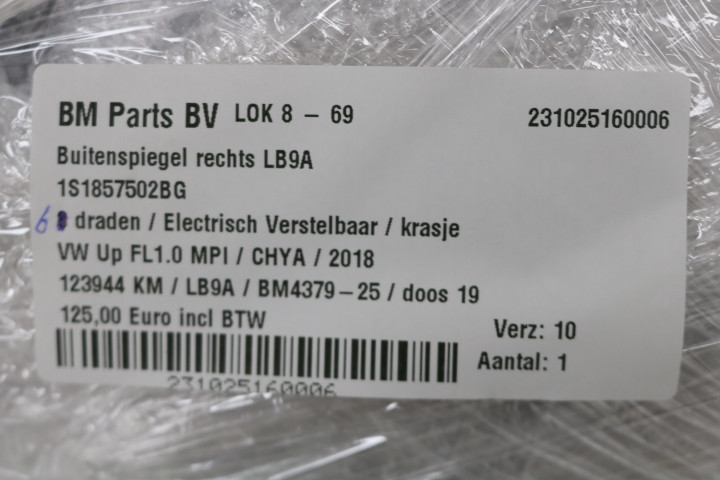 BM Parts BV LOK 8 – 69 231025160006
Buitenspiegel rechts LB9A
1S1857502BG
6 draden / Electrisch Verstelbaar / krasje
VW Up FL1.0 MPI / CHYA / 2018
123944 KM / LB9A / BM4379–25 / doos 19
125,00 Euro incl BTW
Verz: 10
Aantal: 1
231025160006